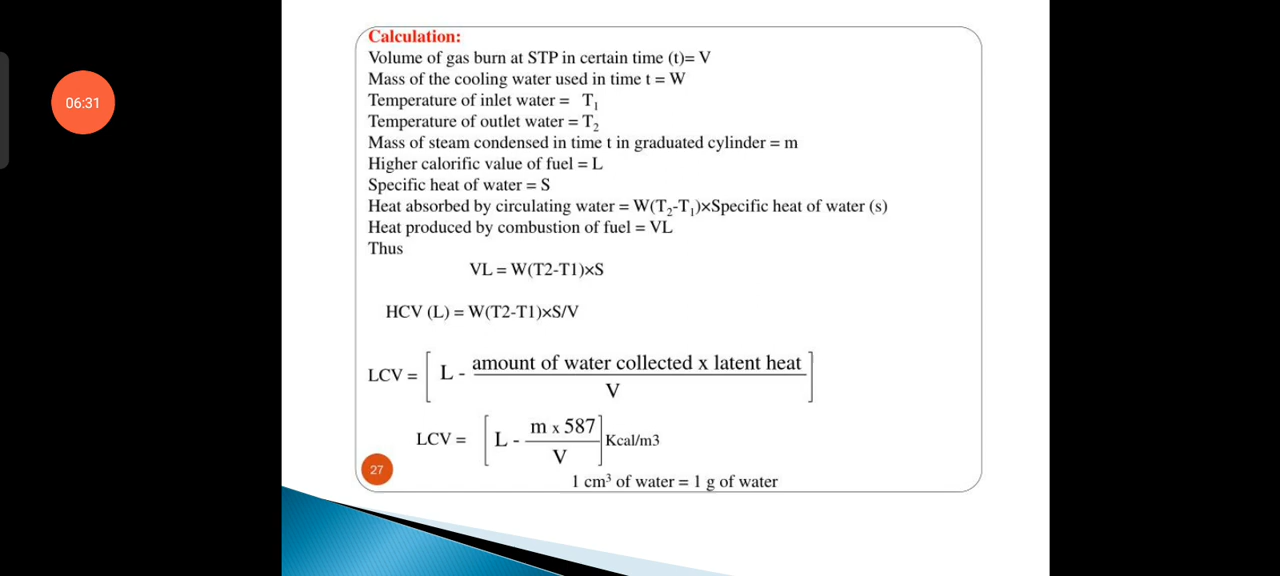 06:31
Calculation:
Volume of gas burn at STP in certain time (t)= V
Mass of the cooling water used in time t = W
Temperature of inlet water = T₁
Temperature of outlet water = T₂
Mass of steam condensed in time t in graduated cylinder = m
Higher calorific value of fuel = L
Specific heat of water = S
Heat absorbed by circulating water = W(T₂-T₁)×Specific heat of water (s)
Heat produced by combustion of fuel = VL
Thus
VL = W(T2-T1)×S
HCV (L) = W(T2-T1)×S/V
LCV = [ L - amount of water collected x latent heat / V ]
LCV = [ L - m x 587 / V ] Kcal/m3
27
1 cm³ of water = 1 g of water